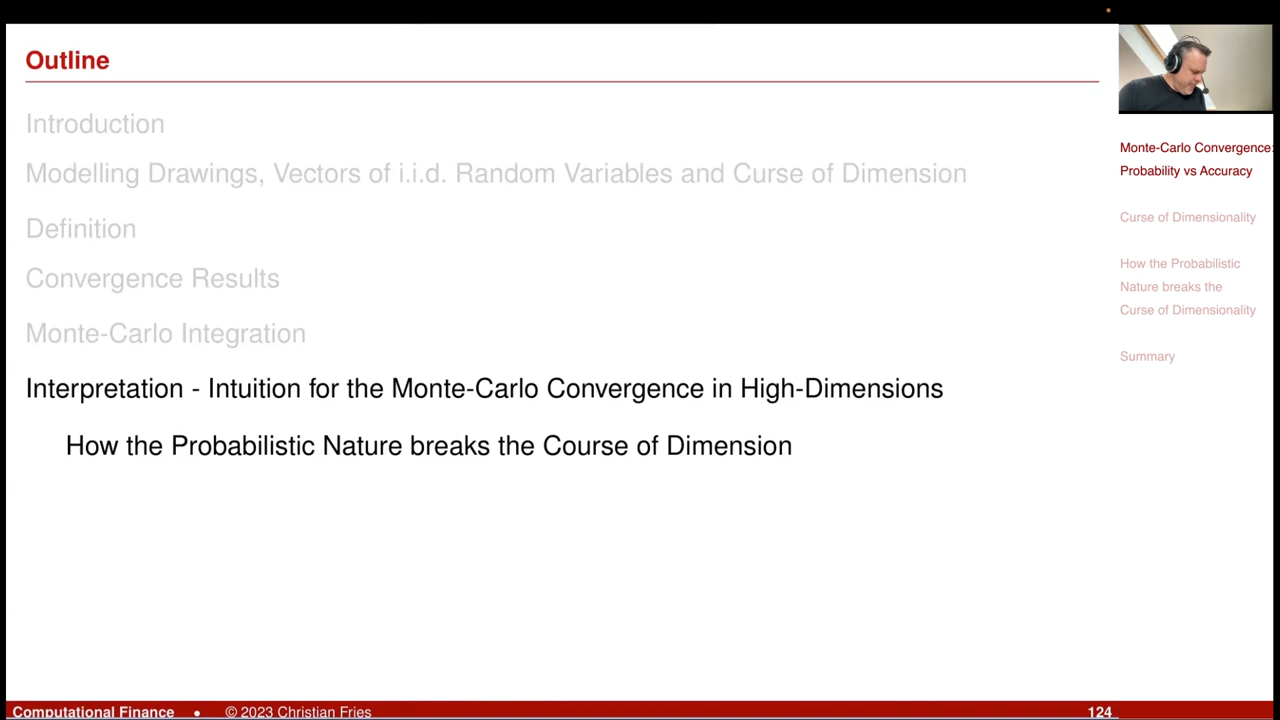 Outline
Introduction
Modelling Drawings, Vectors of i.i.d. Random Variables and Curse of Dimension
Definition
Convergence Results
Monte-Carlo Integration
Interpretation - Intuition for the Monte-Carlo Convergence in High-Dimensions
How the Probabilistic Nature breaks the Course of Dimension
Monte-Carlo Convergence:
Probability vs Accuracy
Curse of Dimensionality
How the Probabilistic
Nature breaks the
Curse of Dimensionality
Summary
Computational Finance • © 2023 Christian Fries 124